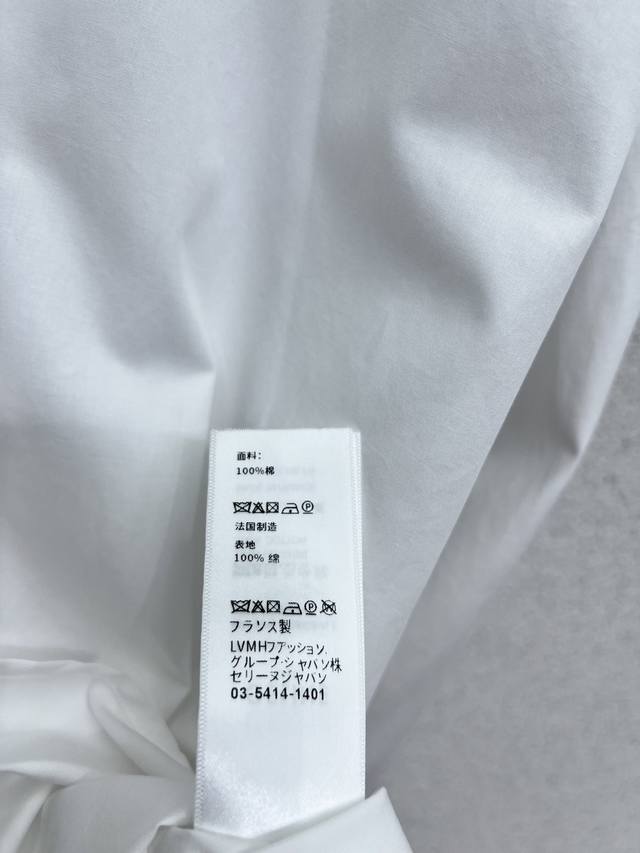 面料：
100%棉
法国制造
表地
100% 綿
フランス製
LVMHファッション.
グループ・ジャパン株
セリーヌジャパン
03-5414-1401